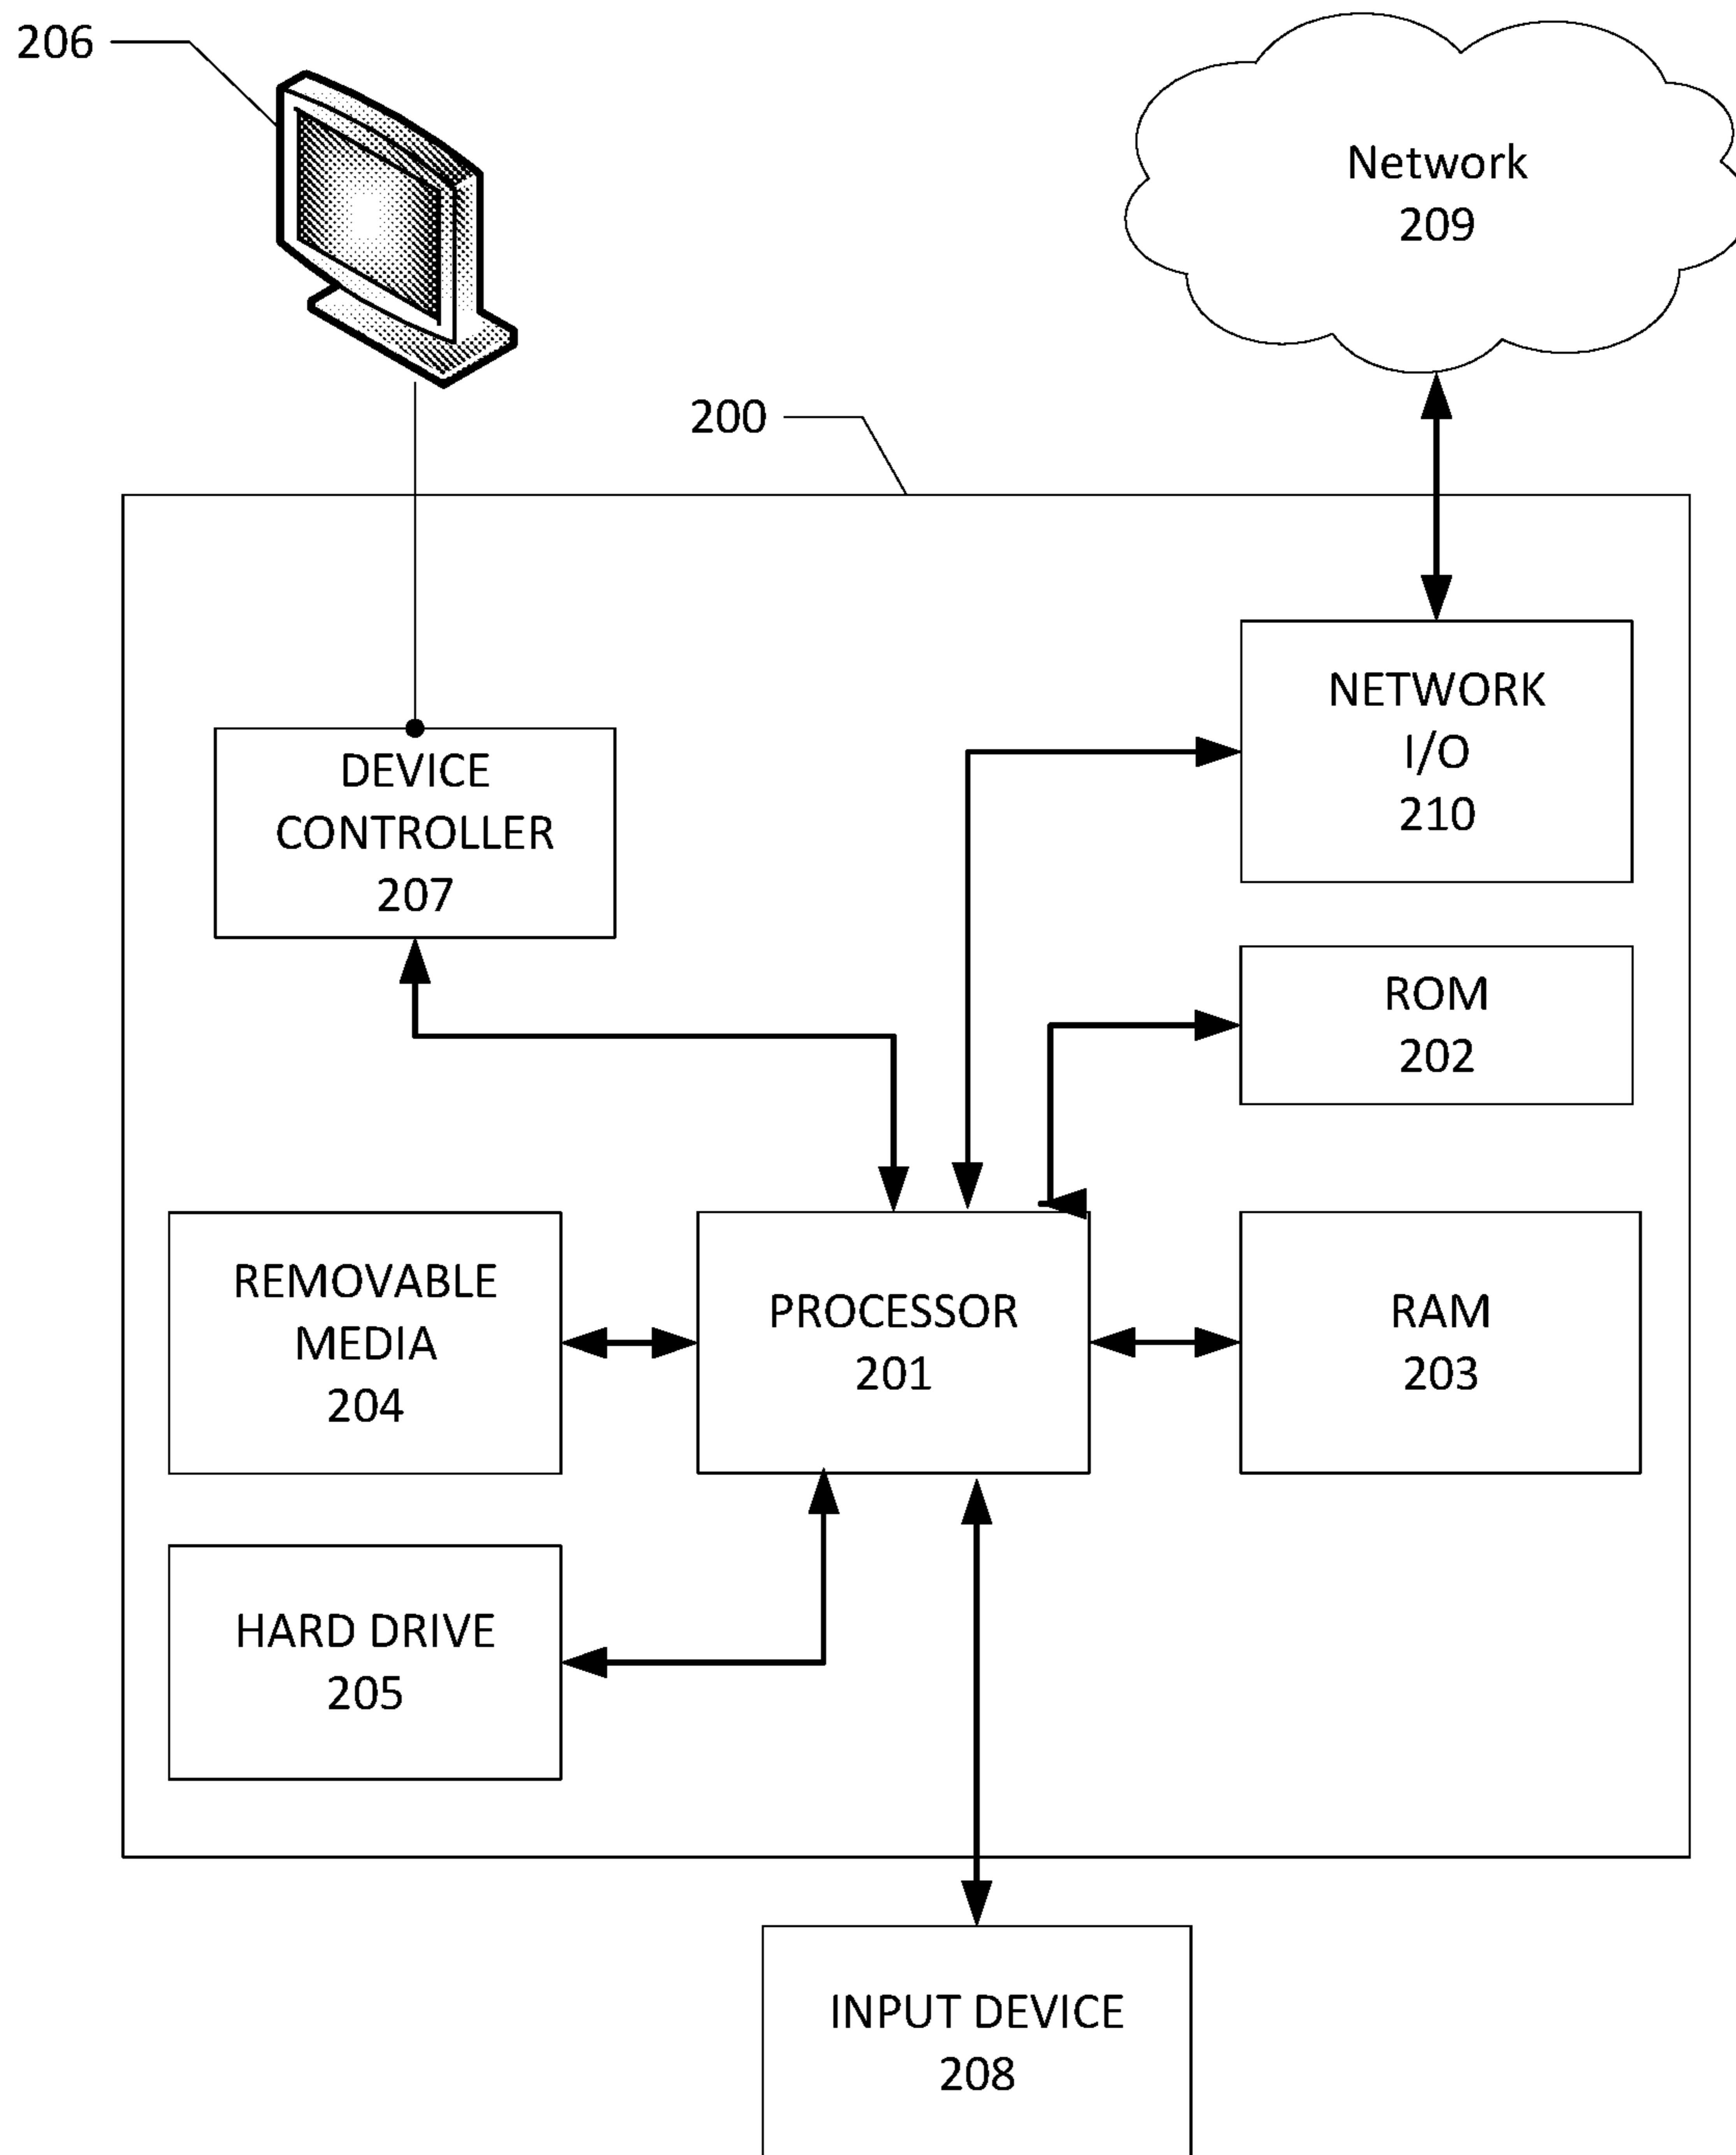 206
Network
209
200
NETWORK
I/O
210
DEVICE
CONTROLLER
207
ROM
202
REMOVABLE
MEDIA
204
PROCESSOR
201
RAM
203
HARD DRIVE
205
INPUT DEVICE
208